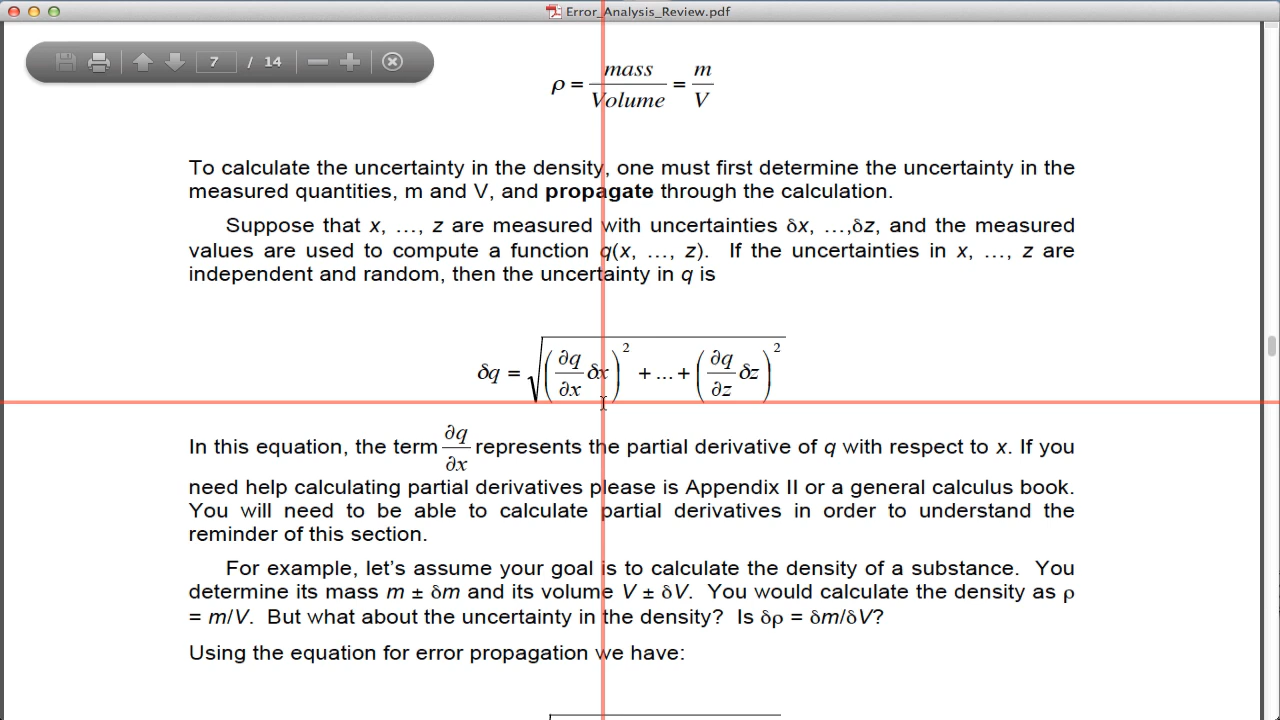 Error_Analysis_Review.pdf
7 / 14
ρ = mass/Volume = m/V
To calculate the uncertainty in the density, one must first determine the uncertainty in the
measured quantities, m and V, and propagate through the calculation.
Suppose that x, …, z are measured with uncertainties δx, …,δz, and the measured
values are used to compute a function q(x, …, z). If the uncertainties in x, …, z are
independent and random, then the uncertainty in q is
δq = √((∂q/∂x δx)² + ... + (∂q/∂z δz)²)
In this equation, the term ∂q/∂x represents the partial derivative of q with respect to x. If you
need help calculating partial derivatives please is Appendix II or a general calculus book.
You will need to be able to calculate partial derivatives in order to understand the
reminder of this section.
For example, let's assume your goal is to calculate the density of a substance. You
determine its mass m ± δm and its volume V ± δV. You would calculate the density as ρ
= m/V. But what about the uncertainty in the density? Is δρ = δm/δV?
Using the equation for error propagation we have: